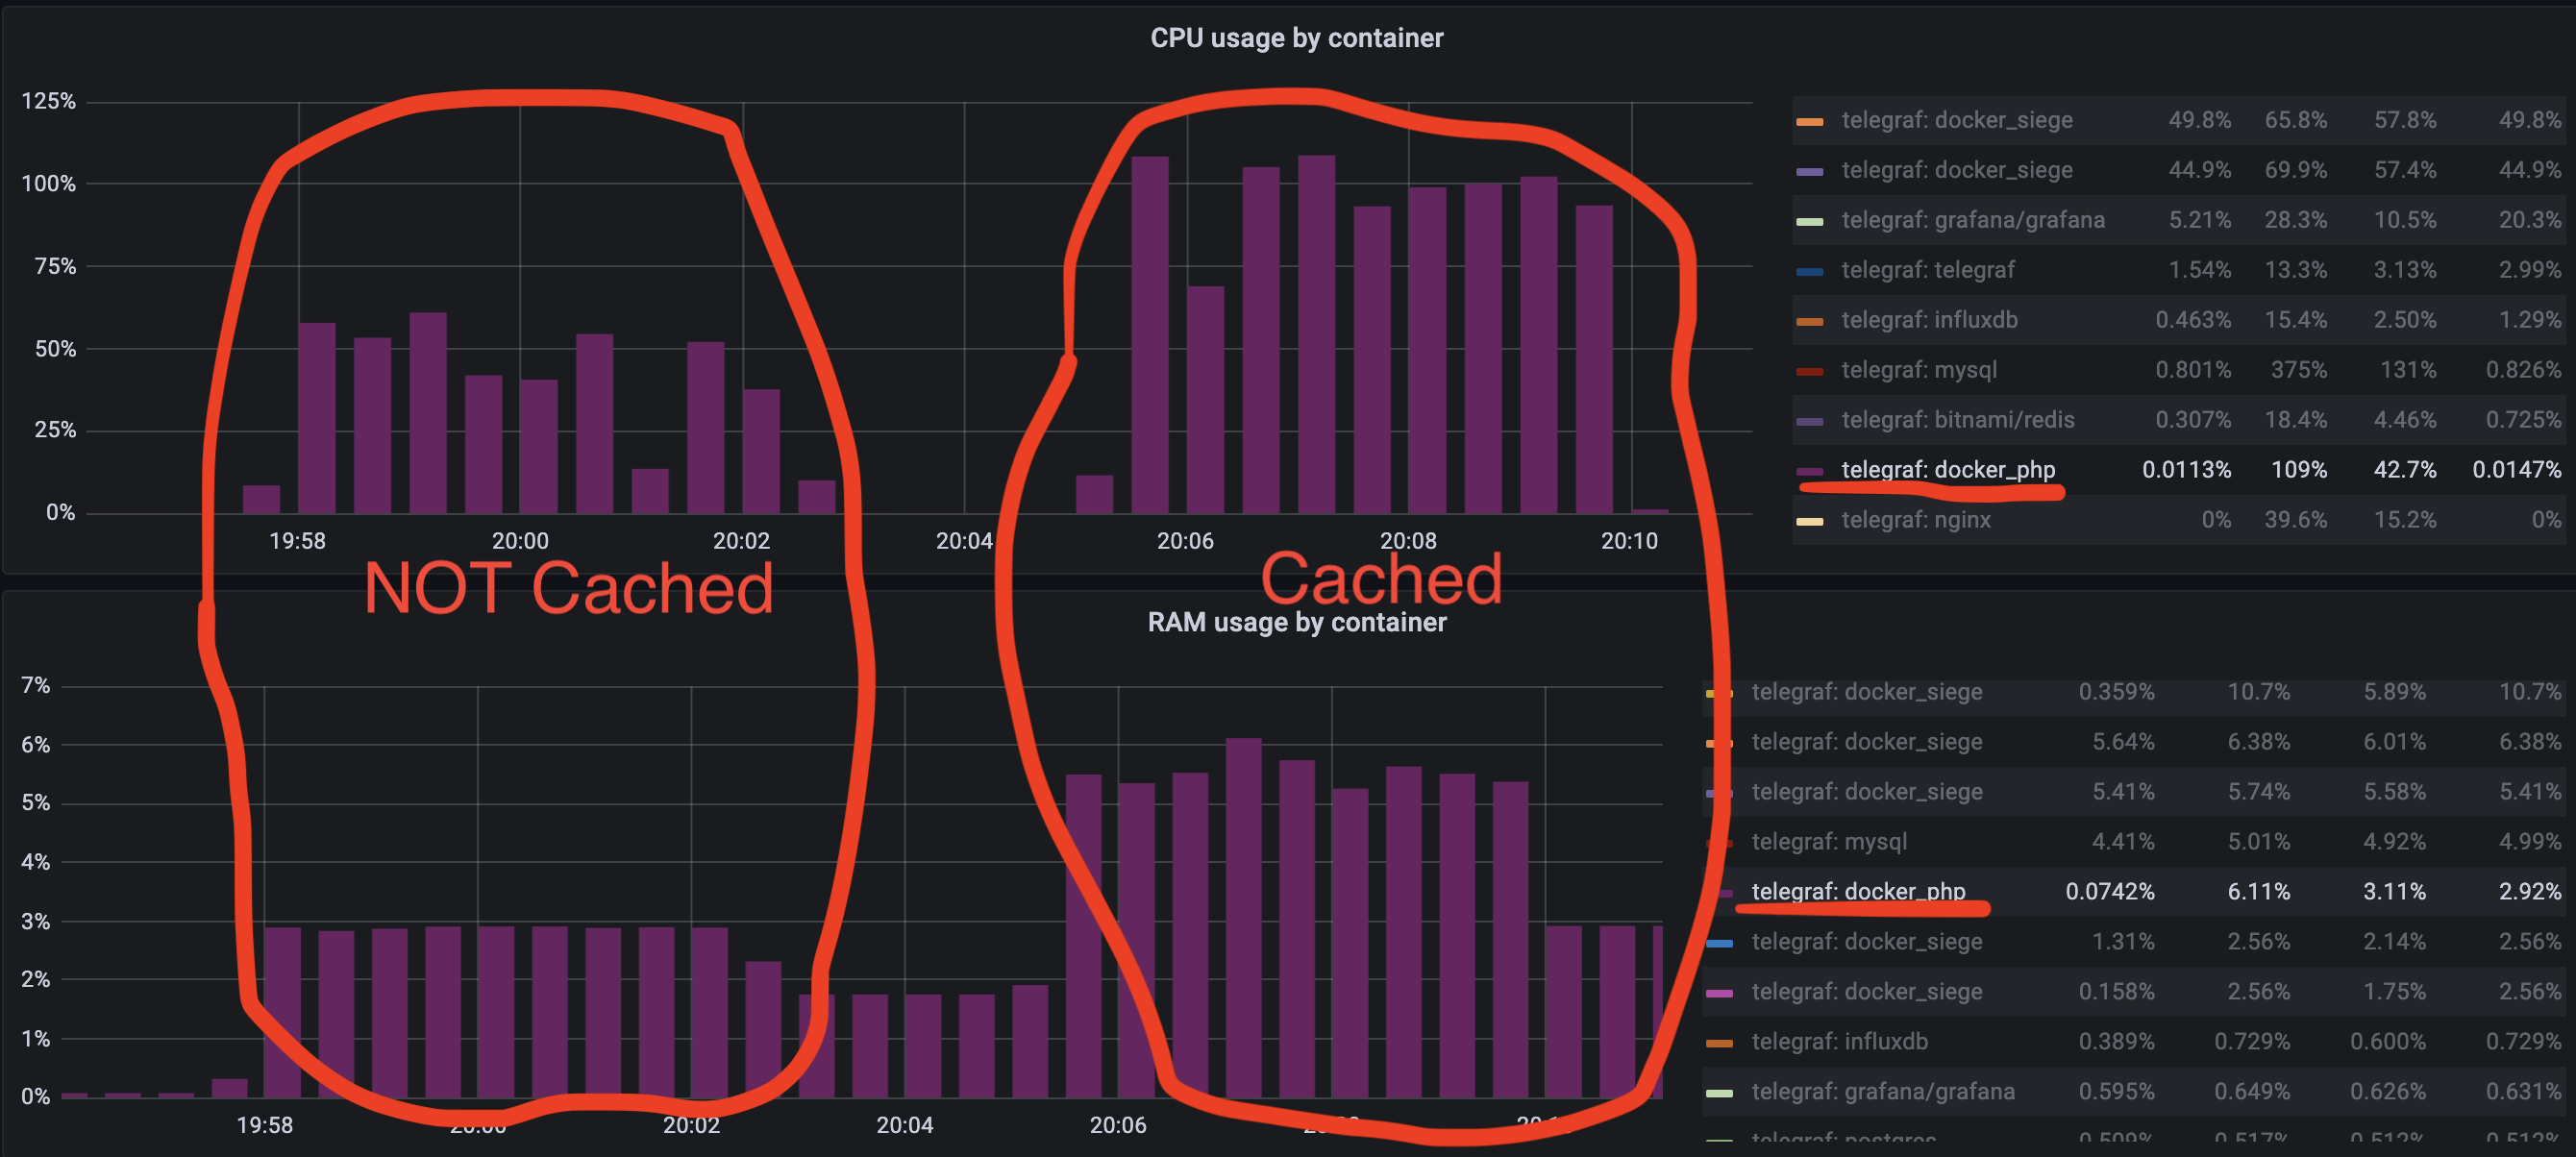 CPU usage by container
125%
100%
75%
50%
25%
0%
19:58 20:00 20:02 20:04 20:06 20:08 20:10
telegraf: docker_siege 49.8% 65.8% 57.8% 49.8%
telegraf: docker_siege 44.9% 69.9% 57.4% 44.9%
telegraf: grafana/grafana 5.21% 28.3% 10.5% 20.3%
telegraf: telegraf 1.54% 13.3% 3.13% 2.99%
telegraf: influxdb 0.463% 15.4% 2.50% 1.29%
telegraf: mysql 0.801% 375% 131% 0.826%
telegraf: bitnami/redis 0.307% 18.4% 4.46% 0.725%
telegraf: docker_php 0.0113% 109% 42.7% 0.0147%
telegraf: nginx 0% 39.6% 15.2% 0%
NOT Cached
Cached
RAM usage by container
7%
6%
5%
4%
3%
2%
1%
0%
19:58 20:02 20:04 20:06
telegraf: docker_siege 0.359% 10.7% 5.89% 10.7%
telegraf: docker_siege 5.64% 6.38% 6.01% 6.38%
telegraf: docker_siege 5.41% 5.74% 5.58% 5.41%
telegraf: mysql 4.41% 5.01% 4.92% 4.99%
telegraf: docker_php 0.0742% 6.11% 3.11% 2.92%
telegraf: docker_siege 1.31% 2.56% 2.14% 2.56%
telegraf: docker_siege 0.158% 2.56% 1.75% 2.56%
telegraf: influxdb 0.389% 0.729% 0.600% 0.729%
telegraf: grafana/grafana 0.595% 0.649% 0.626% 0.631%
telegraf: postgres